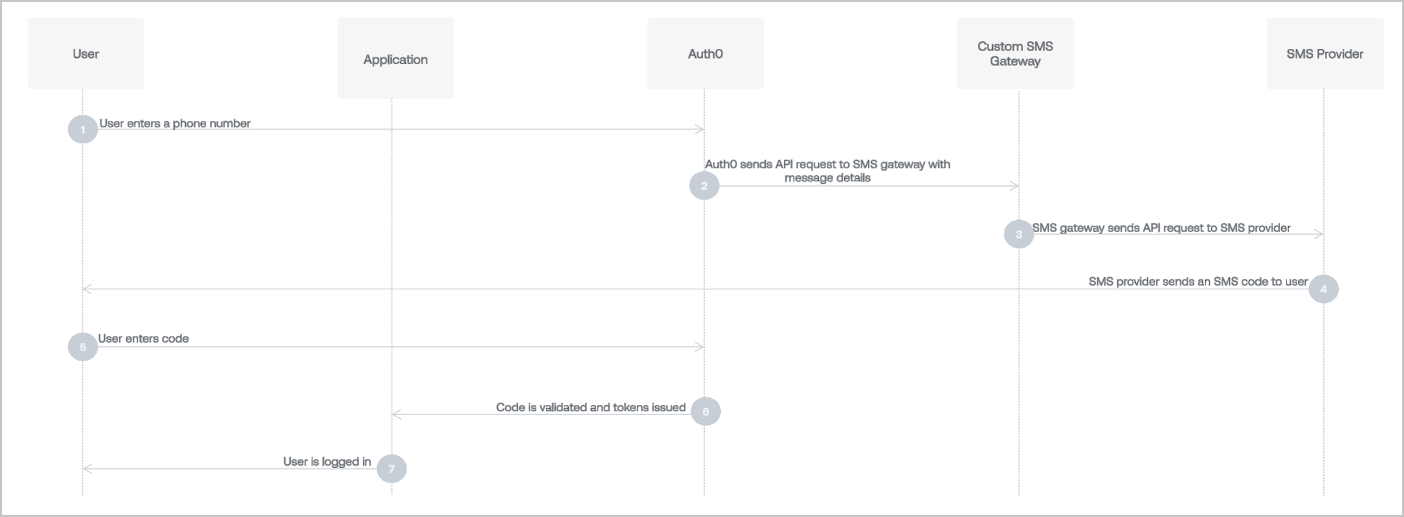 User
Application
Auth0
Custom SMS
Gateway
SMS Provider
1
User enters a phone number
Auth0 sends API request to SMS gateway with
message details
2
3
SMS gateway sends API request to SMS provider
SMS provider sends an SMS code to user
4
5
User enters code
Code is validated and tokens issued
6
User is logged in
7